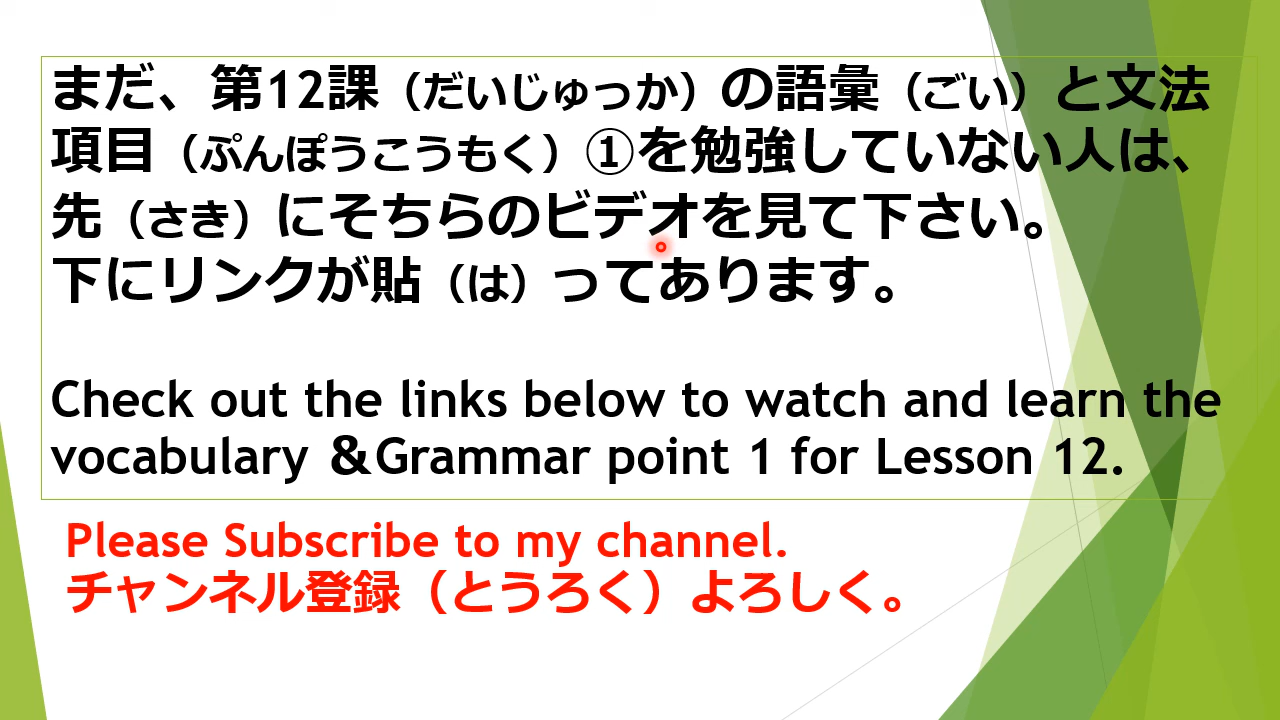 まだ、第12課（だいじゅっか）の語彙（ごい）と文法
項目（ぷんぽうこうもく）①を勉強していない人は、
先（さき）にそちらのビデオを見て下さい。
下にリンクが貼（は）ってあります。
Check out the links below to watch and learn the
vocabulary ＆Grammar point 1 for Lesson 12.
Please Subscribe to my channel.
チャンネル登録（とうろく）よろしく。